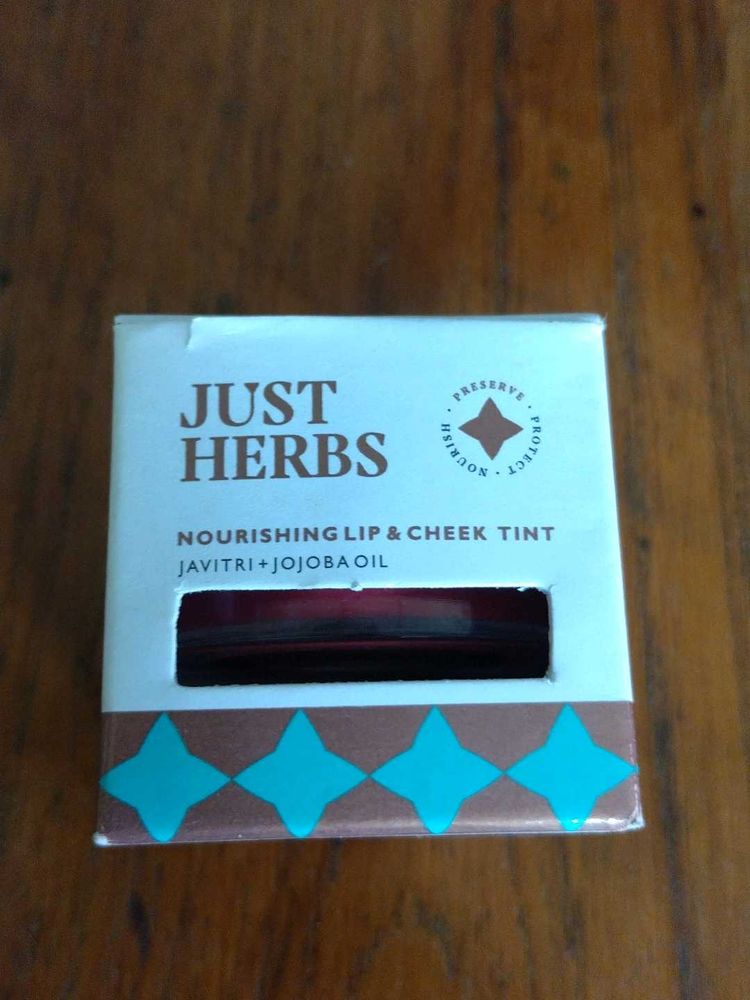 JUST
HERBS
PRESERVE · PROTECT · NOURISH ·
NOURISHING LIP & CHEEK TINT
JAVITRI + JOJOBA OIL